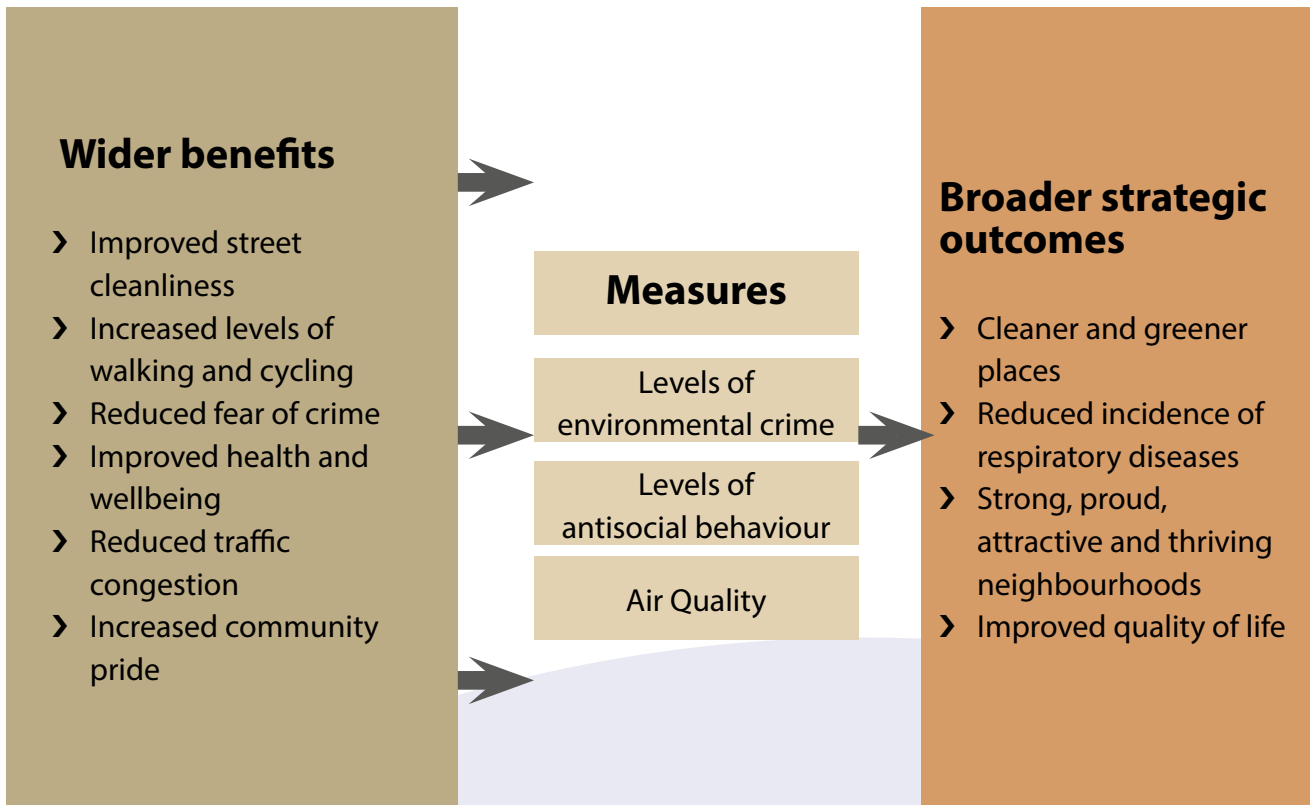 Wider benefits
❯ Improved street
cleanliness
❯ Increased levels of
walking and cycling
❯ Reduced fear of crime
❯ Improved health and
wellbeing
❯ Reduced traffic
congestion
❯ Increased community
pride
Measures
Levels of
environmental crime
Levels of
antisocial behaviour
Air Quality
Broader strategic
outcomes
❯ Cleaner and greener
places
❯ Reduced incidence of
respiratory diseases
❯ Strong, proud,
attractive and thriving
neighbourhoods
❯ Improved quality of life